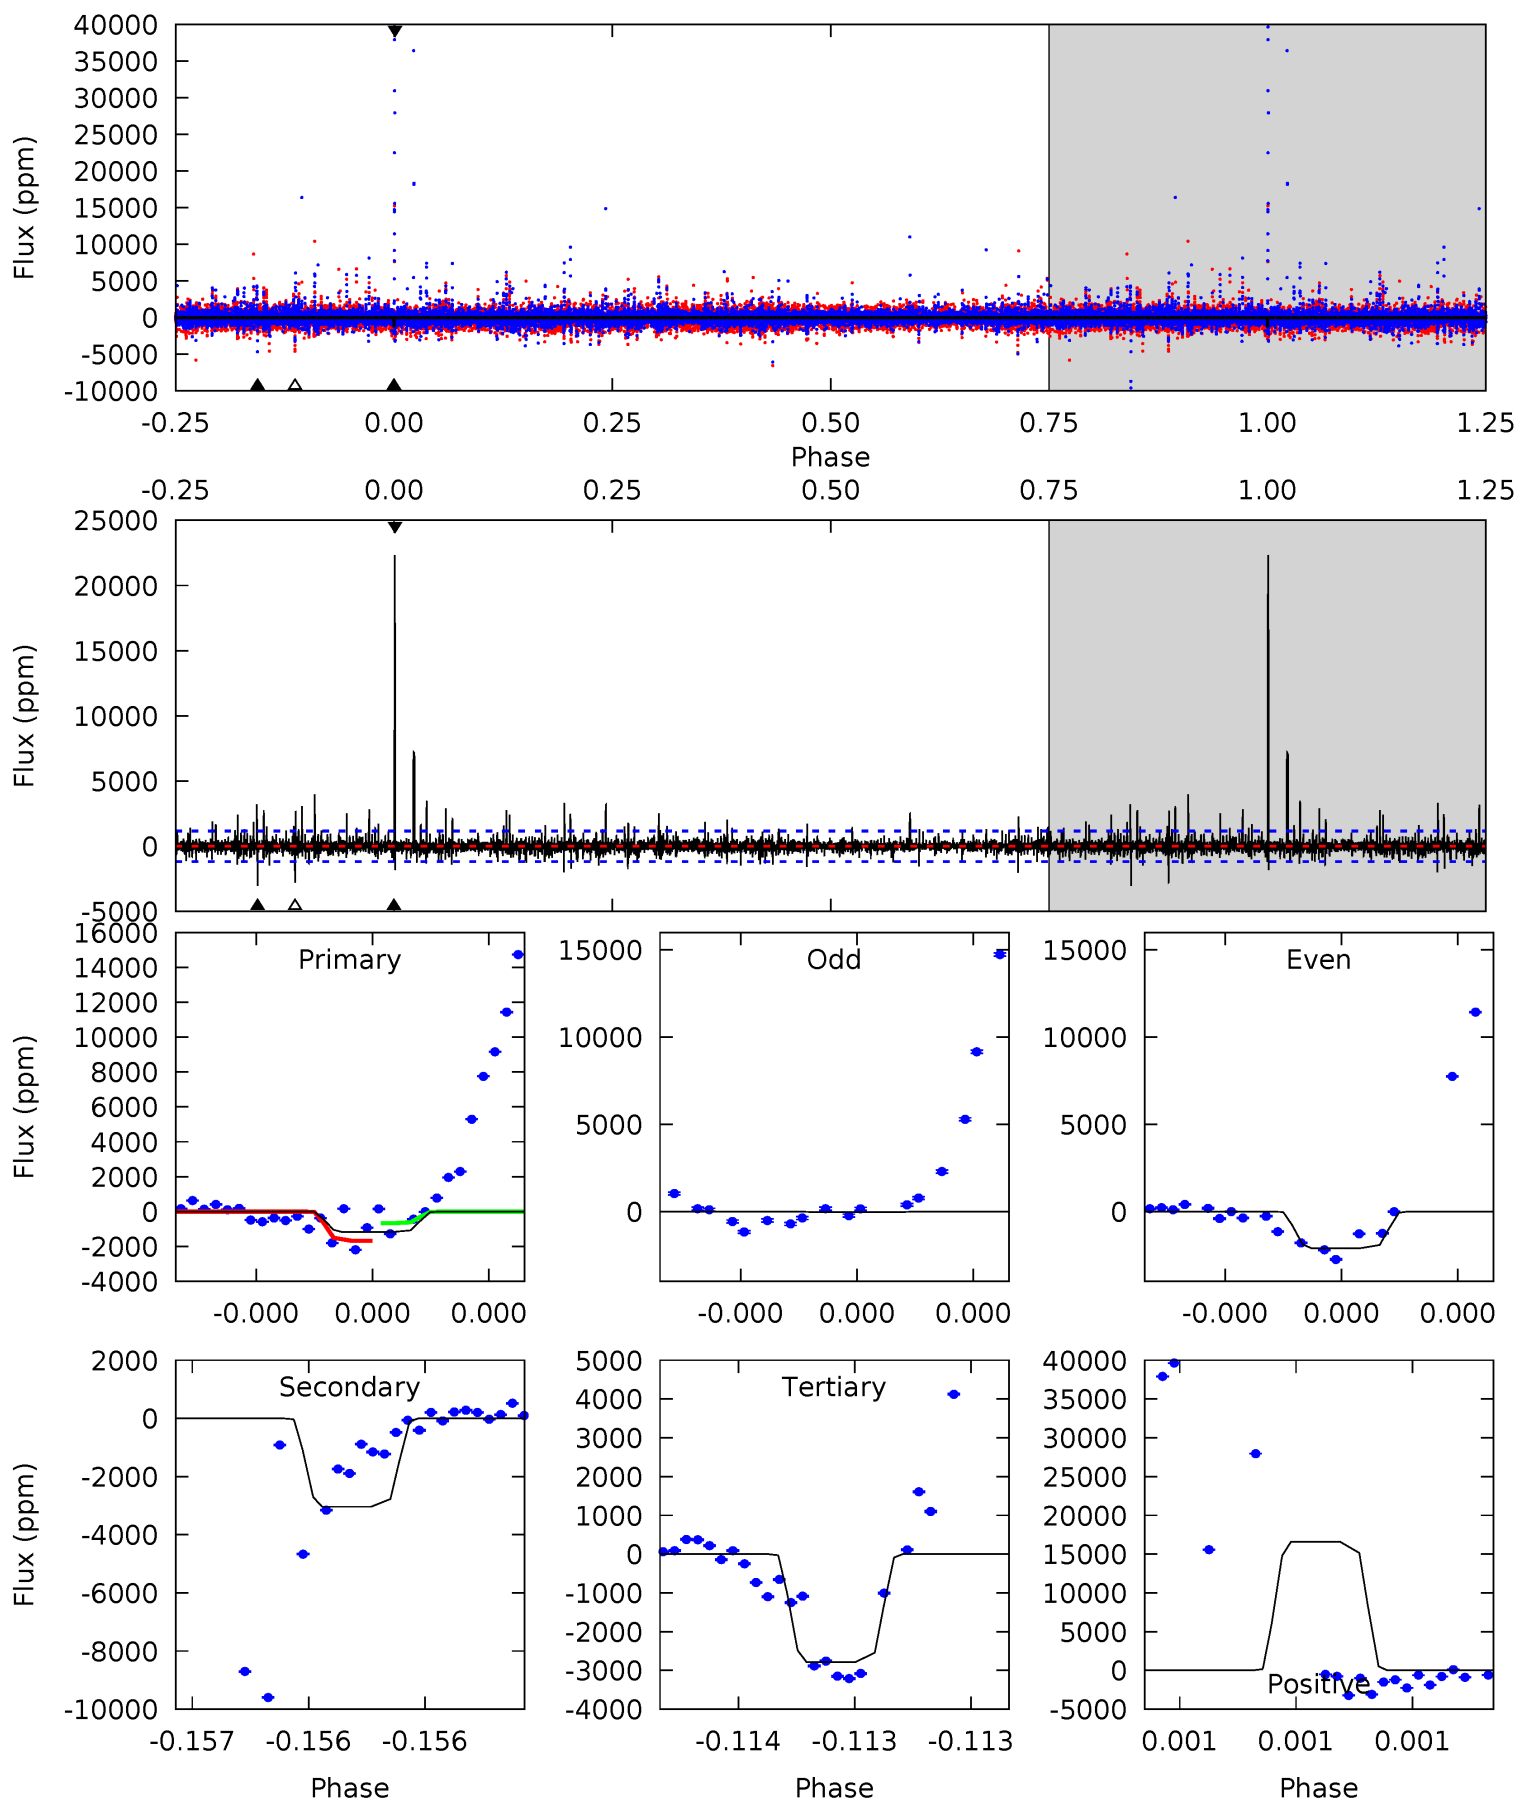 40000
35000
30000
25000
20000
15000
10000
5000
0
-5000
-10000
Flux (ppm)
-0.25 0.00 0.25 0.50 0.75 1.00 1.25
Phase
-0.25 0.00 0.25 0.50 0.75 1.00 1.25
25000
20000
15000
10000
5000
0
-5000
Flux (ppm)
Primary
16000
14000
12000
10000
8000
6000
4000
2000
0
-2000
-4000
Flux (ppm)
-0.000 0.000 0.000
Odd
15000
10000
5000
0
-0.000 0.000 0.000
Even
15000
10000
5000
0
-0.000 0.000 0.000
Secondary
2000
0
-2000
-4000
-6000
-8000
-10000
Flux (ppm)
-0.157 -0.156 -0.156
Phase
Tertiary
5000
4000
3000
2000
1000
0
-1000
-2000
-3000
-4000
-0.114 -0.113 -0.113
Phase
40000
35000
30000
25000
20000
15000
10000
5000
0
-5000
Positive
0.001 0.001 0.001
Phase